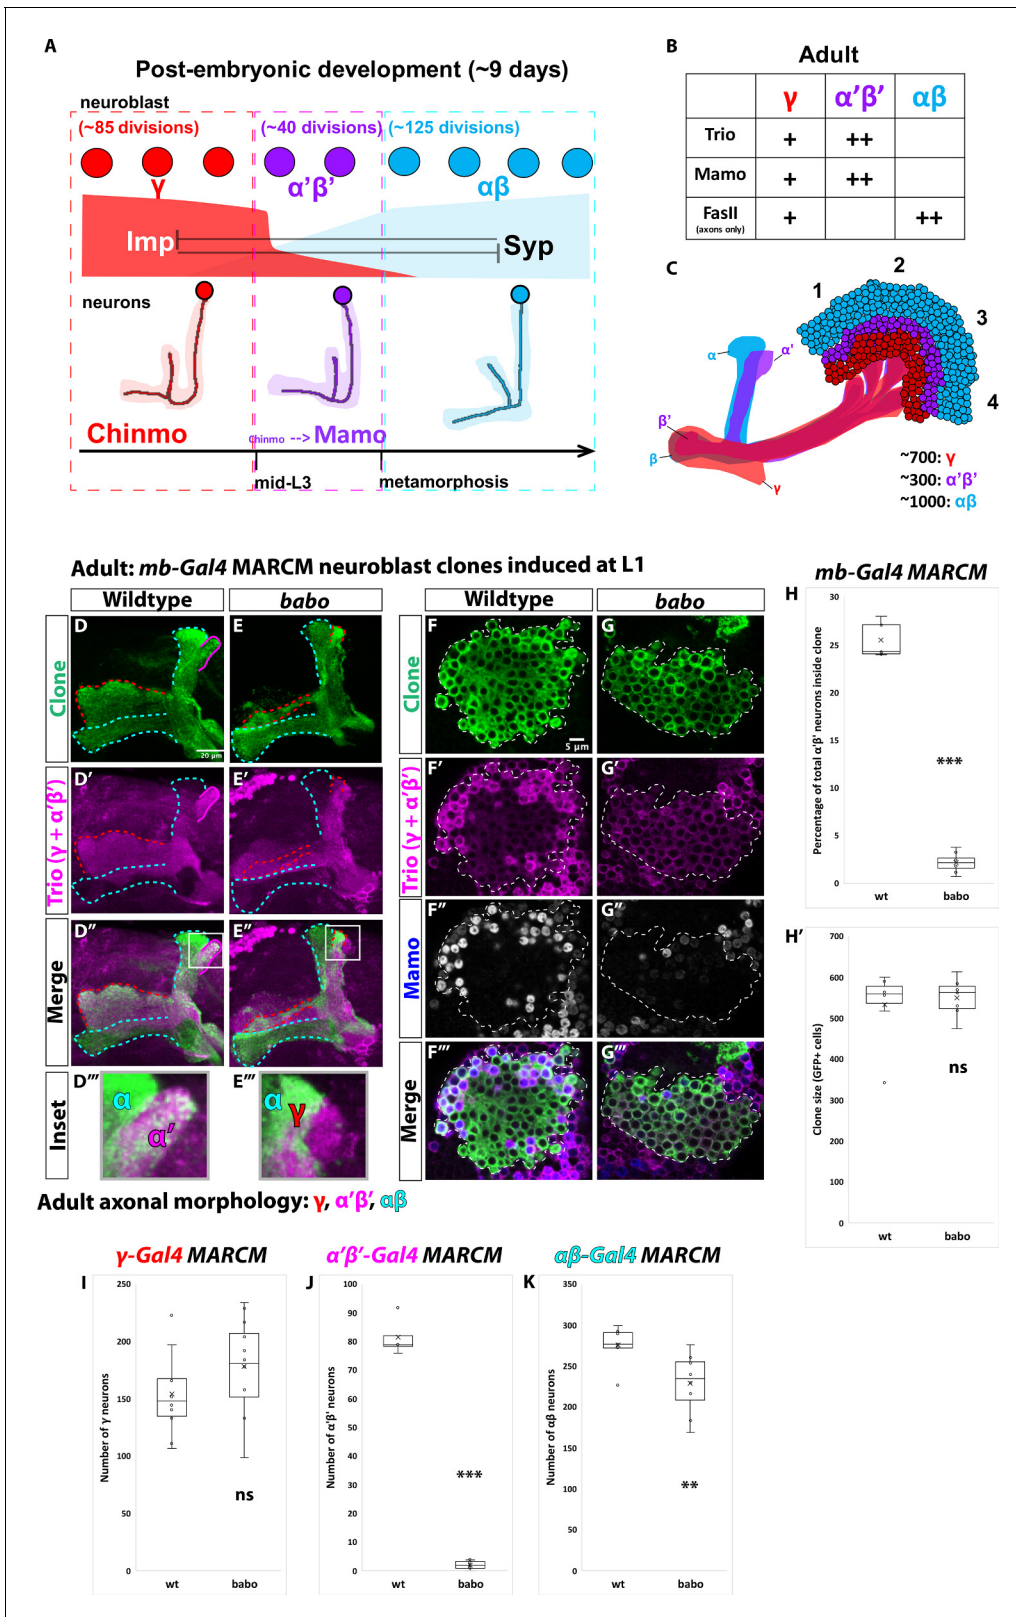 A
Post-embryonic development (~9 days)
neuroblast
(~85 divisions)
(~40 divisions)
(~125 divisions)
γ
α’β’
αβ
Imp
Syp
neurons
Chinmo
Chinmo --> Mamo
mid-L3
metamorphosis
B
Adult
γ α’β’ αβ
Trio + ++
Mamo + ++
FasII + ++
(axons only)
C
1
2
3
4
α
α'
β'
β
γ
~700: γ
~300: α’β’
~1000: αβ
Adult: mb-Gal4 MARCM neuroblast clones induced at L1
Wildtype
babo
Wildtype
babo
Clone
D
20 µm
E
Trio (γ + α’β’)
D’
E’
Merge
D’’
E’’
Inset
D’’’
α
α’
E’’’
α
γ
Clone
F
5 µm
G
Trio (γ + α’β’)
F’
G’
Mamo
F’’
G’’
Merge
F’’’
G’’’
Adult axonal morphology: γ, α’β’, αβ
mb-Gal4 MARCM
H
Percentage of total α’β’ neurons inside clone
30
25
20
15
10
5
0
***
wt babo
H’
Clone size (GFP+ cells)
700
600
500
400
300
200
100
0
ns
wt babo
γ-Gal4 MARCM
I
Number of γ neurons
250
200
150
100
50
0
ns
wt babo
α’β’-Gal4 MARCM
J
Number of α’β’ neurons
100
90
80
70
60
50
40
30
20
10
0
***
wt babo
αβ-Gal4 MARCM
K
Number of αβ neurons
350
300
250
200
150
100
50
0
**
wt babo